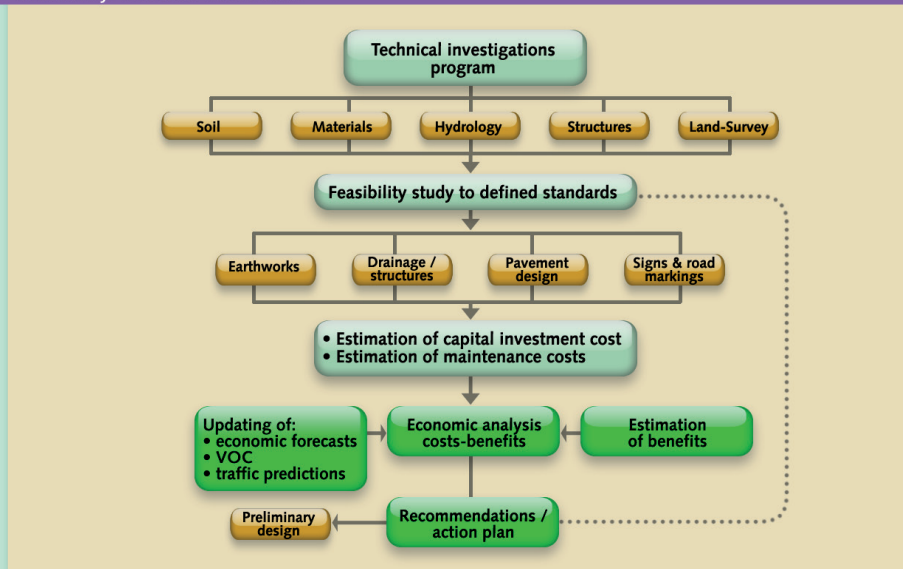 Technical investigations
program
Soil
Materials
Hydrology
Structures
Land-Survey
Feasibility study to defined standards
Earthworks
Drainage /
structures
Pavement
design
Signs & road
markings
• Estimation of capital investment cost
• Estimation of maintenance costs
Updating of:
• economic forecasts
• VOC
• traffic predictions
Economic analysis
costs-benefits
Estimation
of benefits
Preliminary
design
Recommendations /
action plan